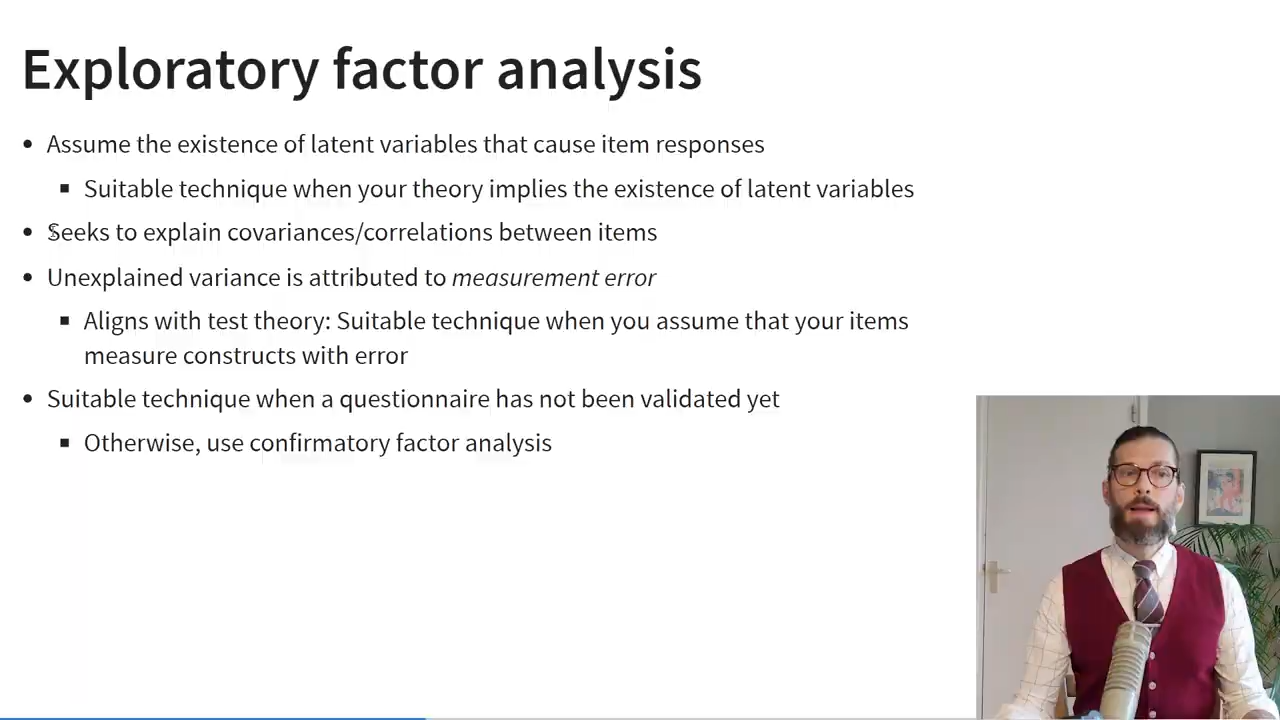 Exploratory factor analysis
• Assume the existence of latent variables that cause item responses
▪ Suitable technique when your theory implies the existence of latent variables
• Seeks to explain covariances/correlations between items
• Unexplained variance is attributed to measurement error
▪ Aligns with test theory: Suitable technique when you assume that your items
measure constructs with error
• Suitable technique when a questionnaire has not been validated yet
▪ Otherwise, use confirmatory factor analysis